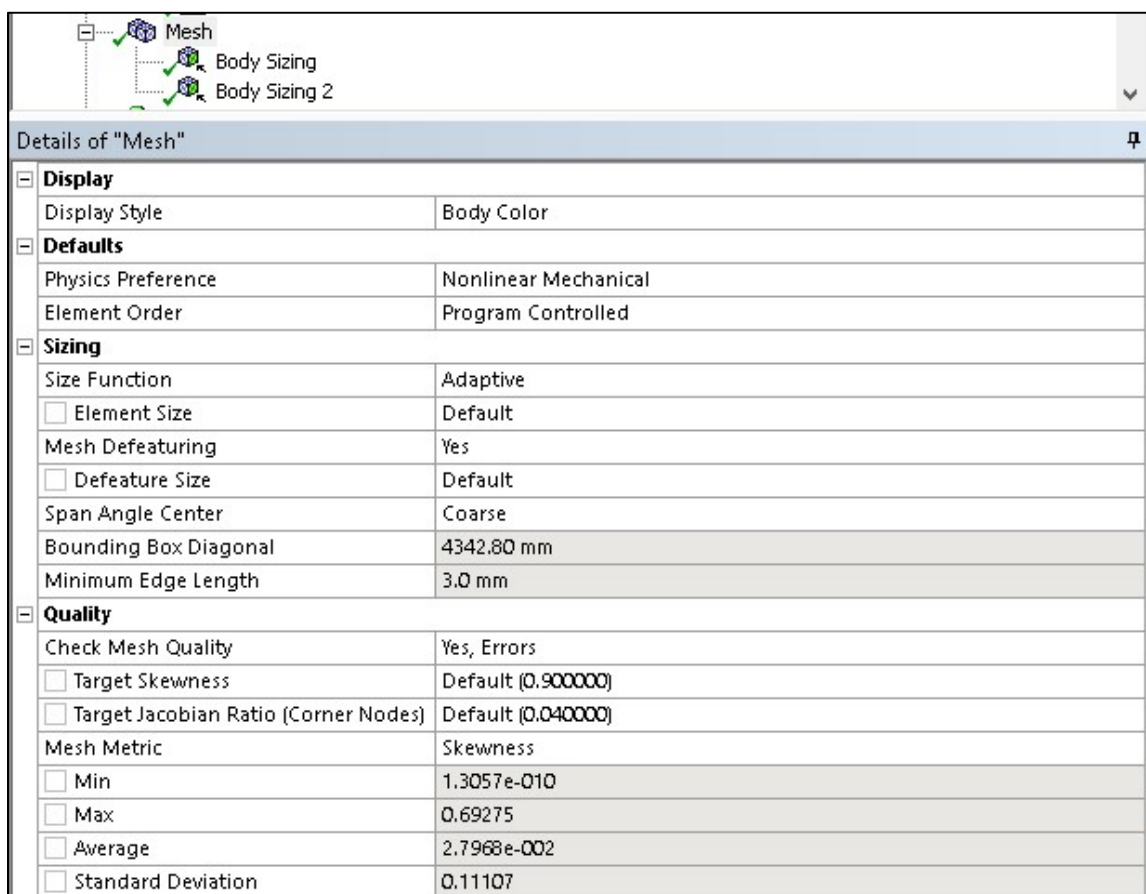 Mesh
Body Sizing
Body Sizing 2
Details of "Mesh"
Display
Display Style Body Color
Defaults
Physics Preference Nonlinear Mechanical
Element Order Program Controlled
Sizing
Size Function Adaptive
Element Size Default
Mesh Defeaturing Yes
Defeature Size Default
Span Angle Center Coarse
Bounding Box Diagonal 4342.80 mm
Minimum Edge Length 3.0 mm
Quality
Check Mesh Quality Yes, Errors
Target Skewness Default (0.900000)
Target Jacobian Ratio (Corner Nodes) Default (0.040000)
Mesh Metric Skewness
Min 1.3057e-010
Max 0.69275
Average 2.7968e-002
Standard Deviation 0.11107